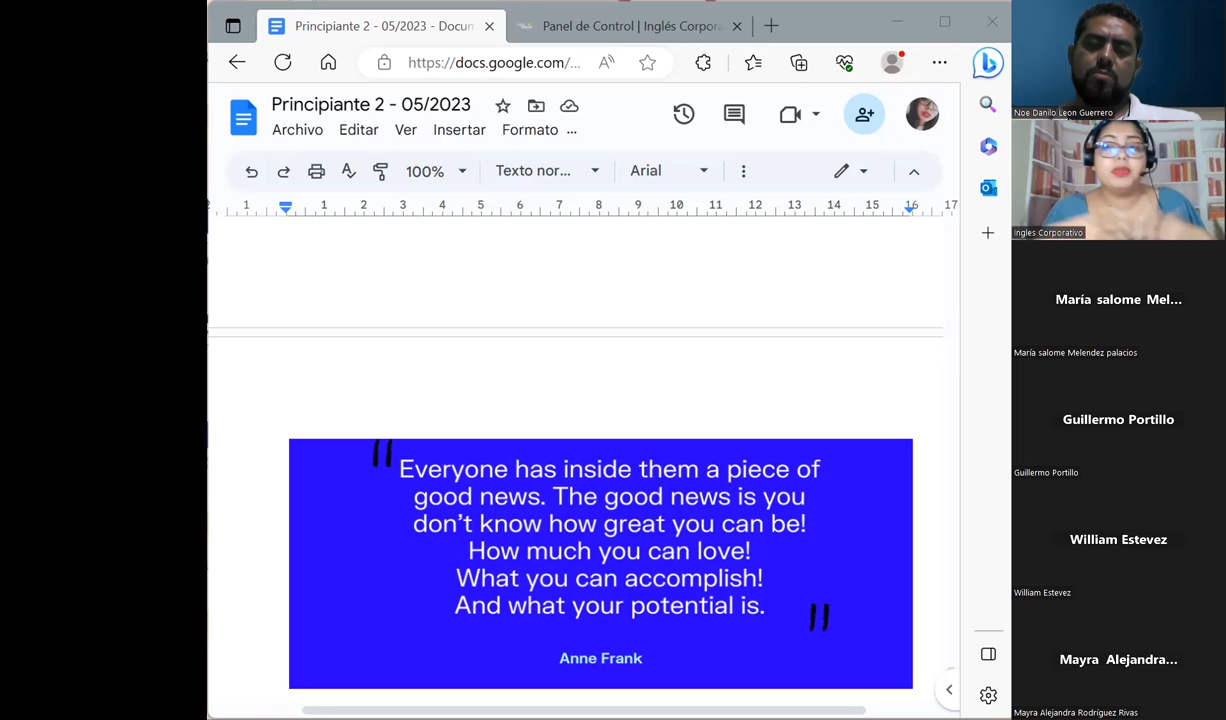 Principiante 2 - 05/2023 - Docun
Panel de Control | Inglés Corpora
https://docs.google.com/...
Principiante 2 - 05/2023
Archivo Editar Ver Insertar Formato ...
100% Texto nor... Arial
1 1 2 3 4 5 6 7 8 9 10 11 12 13 14 15 16 17
"Everyone has inside them a piece of
good news. The good news is you
don't know how great you can be!
How much you can love!
What you can accomplish!
And what your potential is."
Anne Frank
Noe Danilo Leon Guerrero
Ingles Corporativo
María salome Mel...
María salome Melendez palacios
Guillermo Portillo
Guillermo Portillo
William Estevez
William Estevez
Mayra Alejandra...
Mayra Alejandra Rodríguez Rivas